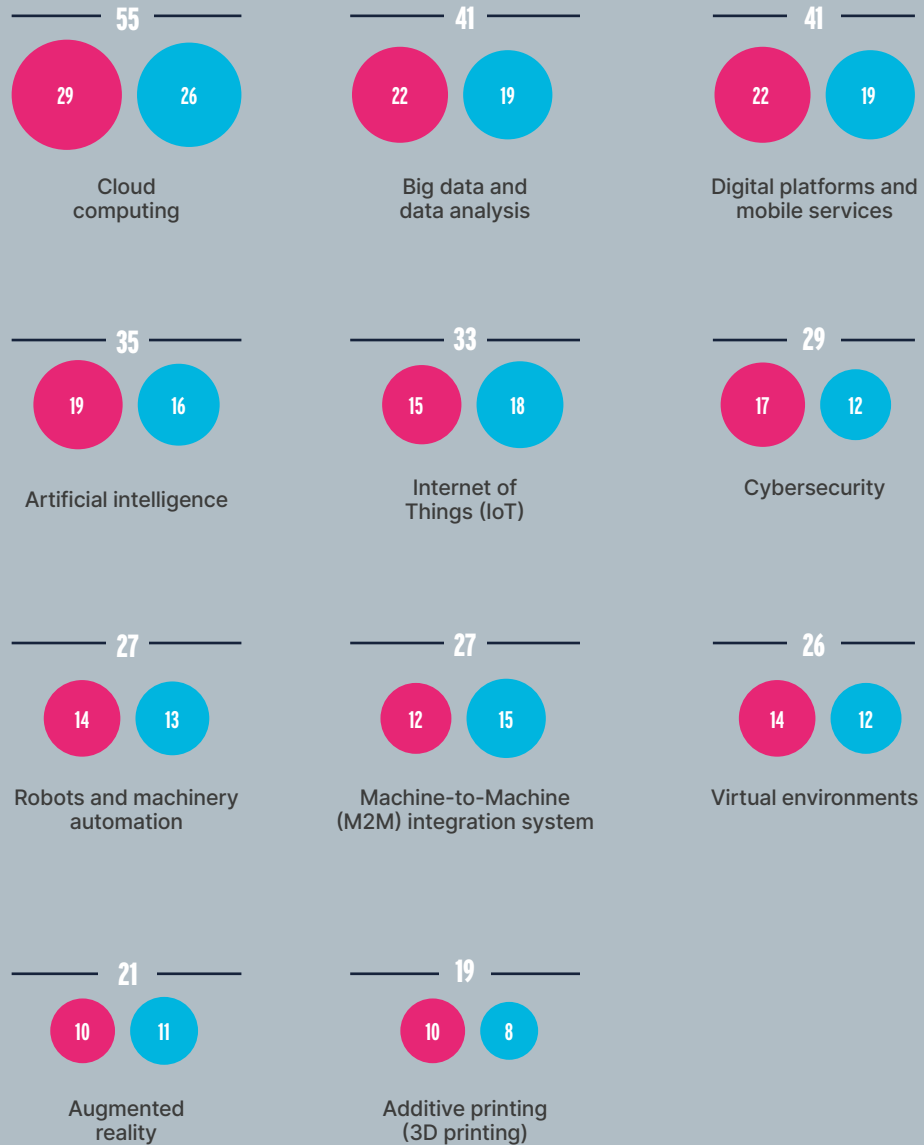 55
29 26
Cloud
computing
41
22 19
Big data and
data analysis
41
22 19
Digital platforms and
mobile services
35
19 16
Artificial intelligence
33
15 18
Internet of
Things (IoT)
29
17 12
Cybersecurity
27
14 13
Robots and machinery
automation
27
12 15
Machine-to-Machine
(M2M) integration system
26
14 12
Virtual environments
21
10 11
Augmented
reality
19
10 8
Additive printing
(3D printing)